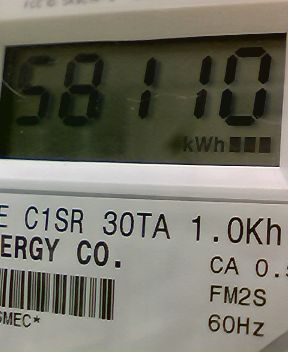 58110
kWh
E C1SR 30TA 1.0Kh
ERGY CO.
CA 0.5
FM2S
60Hz
SMEC*